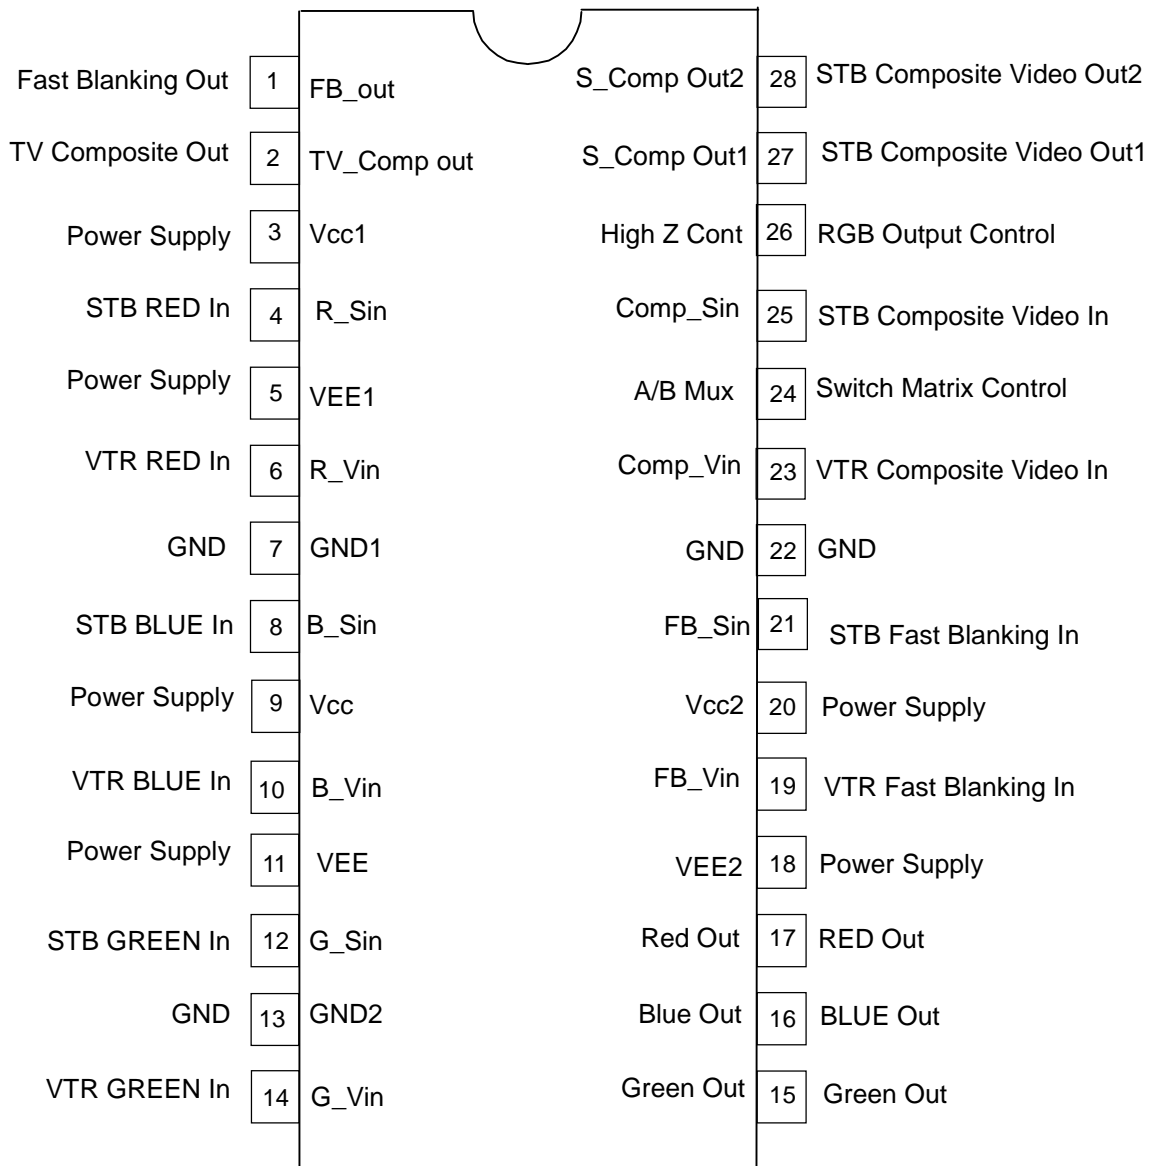 Fast Blanking Out 1 FB_out S_Comp Out2 28 STB Composite Video Out2
TV Composite Out 2 TV_Comp out S_Comp Out1 27 STB Composite Video Out1
Power Supply 3 Vcc1 High Z Cont 26 RGB Output Control
STB RED In 4 R_Sin Comp_Sin 25 STB Composite Video In
Power Supply 5 VEE1 A/B Mux 24 Switch Matrix Control
VTR RED In 6 R_Vin Comp_Vin 23 VTR Composite Video In
GND 7 GND1 GND 22 GND
STB BLUE In 8 B_Sin FB_Sin 21 STB Fast Blanking In
Power Supply 9 Vcc Vcc2 20 Power Supply
VTR BLUE In 10 B_Vin FB_Vin 19 VTR Fast Blanking In
Power Supply 11 VEE VEE2 18 Power Supply
STB GREEN In 12 G_Sin Red Out 17 RED Out
GND 13 GND2 Blue Out 16 BLUE Out
VTR GREEN In 14 G_Vin Green Out 15 Green Out